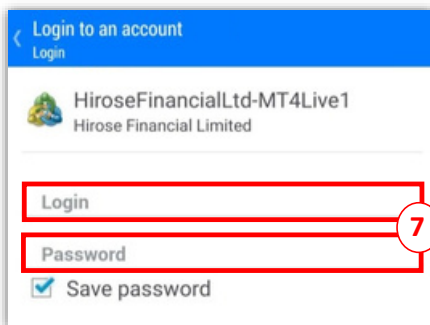 Login to an account
Login
HiroseFinancialLtd-MT4Live1
Hirose Financial Limited
Login
7
Password
Save password